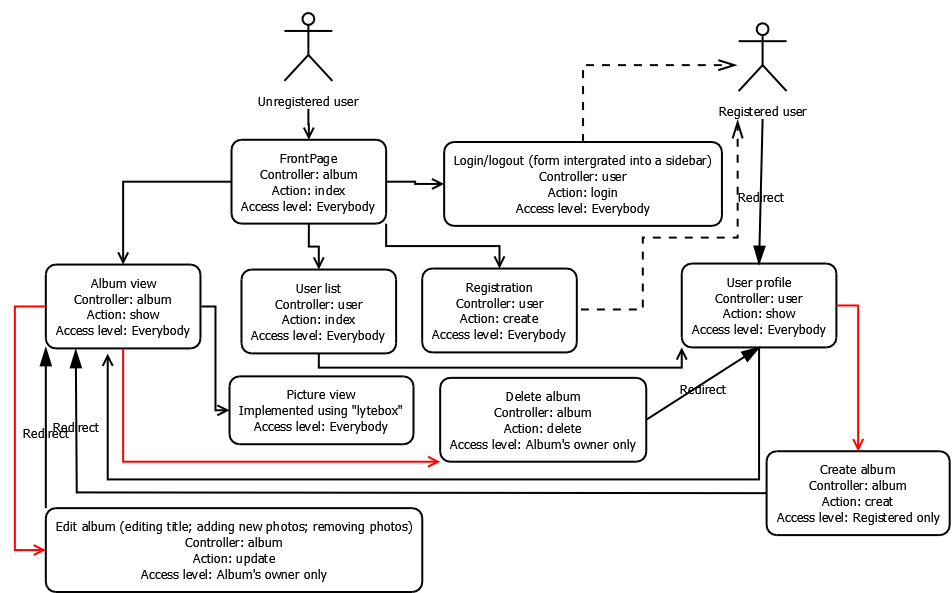 Unregistered user
Registered user
FrontPage
Controller: album
Action: index
Access level: Everybody
Login/logout (form intergrated into a sidebar)
Controller: user
Action: login
Access level: Everybody
Redirect
Album view
Controller: album
Action: show
Access level: Everybody
User list
Controller: user
Action: index
Access level: Everybody
Registration
Controller: user
Action: create
Access level: Everybody
User profile
Controller: user
Action: show
Access level: Everybody
Picture view
Implemented using "lytebox"
Access level: Everybody
Delete album
Controller: album
Action: delete
Access level: Album's owner only
Redirect
Redirect
Redirect
Create album
Controller: album
Action: creat
Access level: Registered only
Edit album (editing title; adding new photos; removing photos)
Controller: album
Action: update
Access level: Album's owner only